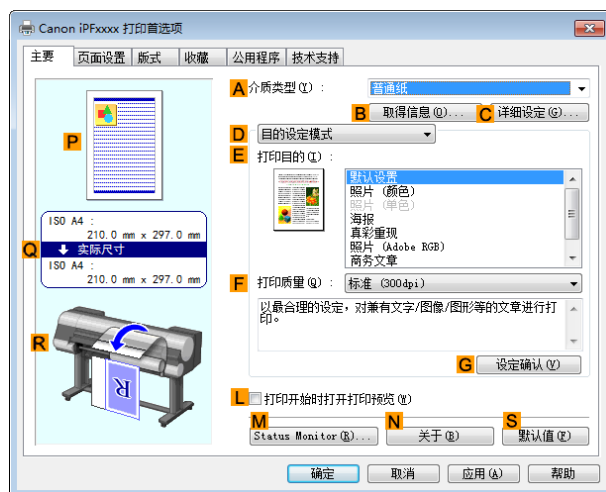 Canon iPFxxxx 打印首选项
主要 页面设置 版式 收藏 公用程序 技术支持
A 介质类型(Y) : 普通纸
B 取得信息(O)... C 详细设定(G)...
D 目的设定模式
E 打印目的(I) :
默认设置
照片 (颜色)
照片 (单色)
海报
真彩重现
照片 (Adobe RGB)
商务文章
P
ISO A4 :
210.0 mm x 297.0 mm
Q 实际尺寸
ISO A4 :
210.0 mm x 297.0 mm
F 打印质量(Q) : 标准 (300dpi)
以最合理的设定，对兼有文字/图像/图形等的文章进行打
印。
G 设定确认(V)
R
R
L 打印开始时打开打印预览(W)
M N S
Status Monitor(R)... 关于(B) 默认值(F)
确定 取消 应用(A) 帮助